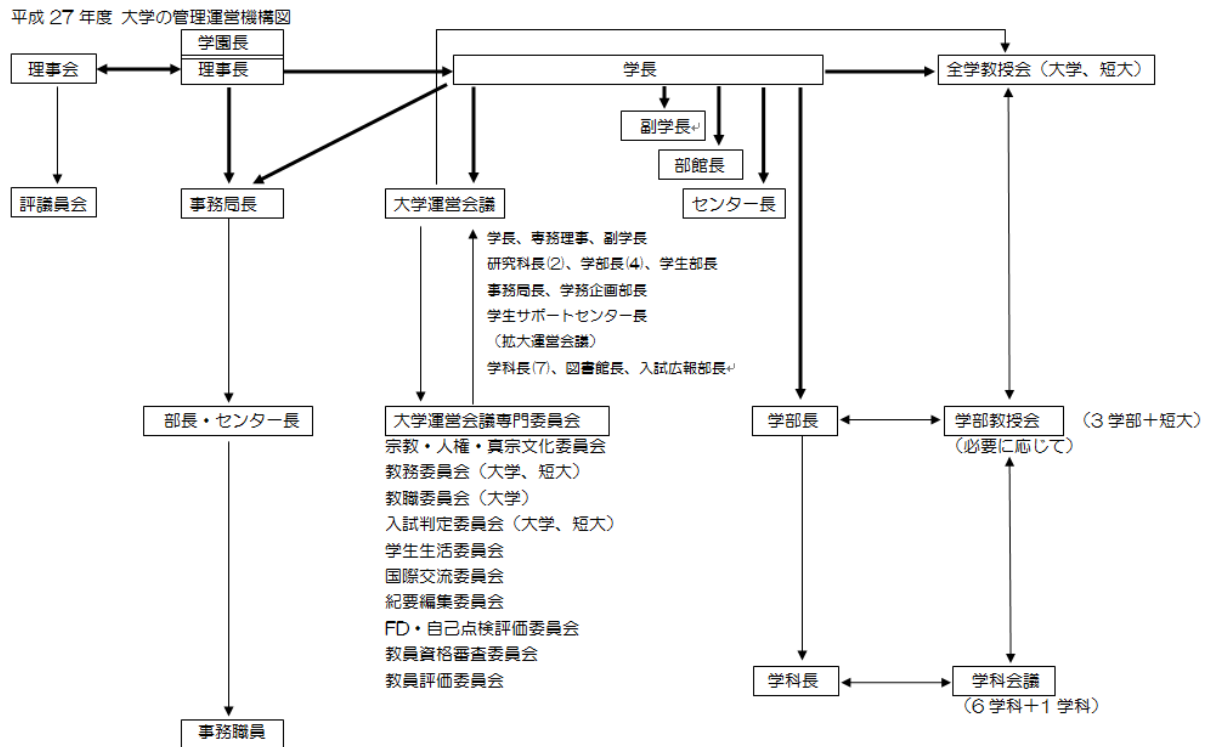 平成 27 年度 大学の管理運営機構図
学園長
理事会
理事長
学長
全学教授会（大学、短大）
副学長↵
部館長
評議員会
事務局長
大学運営会議
センター長
学長、専務理事、副学長
研究科長(2)、学部長(4)、学生部長
事務局長、学務企画部長
学生サポートセンター長
（拡大運営会議）
学科長(7)、図書館長、入試広報部長↵
部長・センター長
大学運営会議専門委員会
学部長
学部教授会
（3 学部＋短大）
（必要に応じて）
宗教・人権・真宗文化委員会
教務委員会（大学、短大）
教職委員会（大学）
入試判定委員会（大学、短大）
学生生活委員会
国際交流委員会
紀要編集委員会
FD・自己点検評価委員会
教員資格審査委員会
教員評価委員会
学科長
学科会議
（6 学科＋1 学科）
事務職員